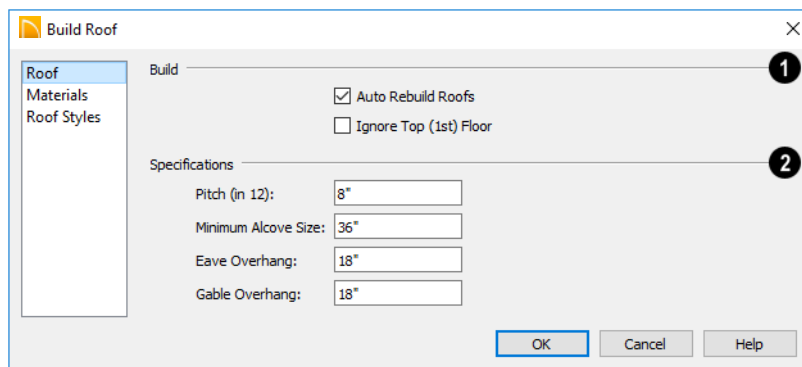 Build Roof
Roof
Materials
Roof Styles
Build
1
Auto Rebuild Roofs
Ignore Top (1st) Floor
Specifications
2
Pitch (in 12): 8"
Minimum Alcove Size: 36"
Eave Overhang: 18"
Gable Overhang: 18"
OK Cancel Help